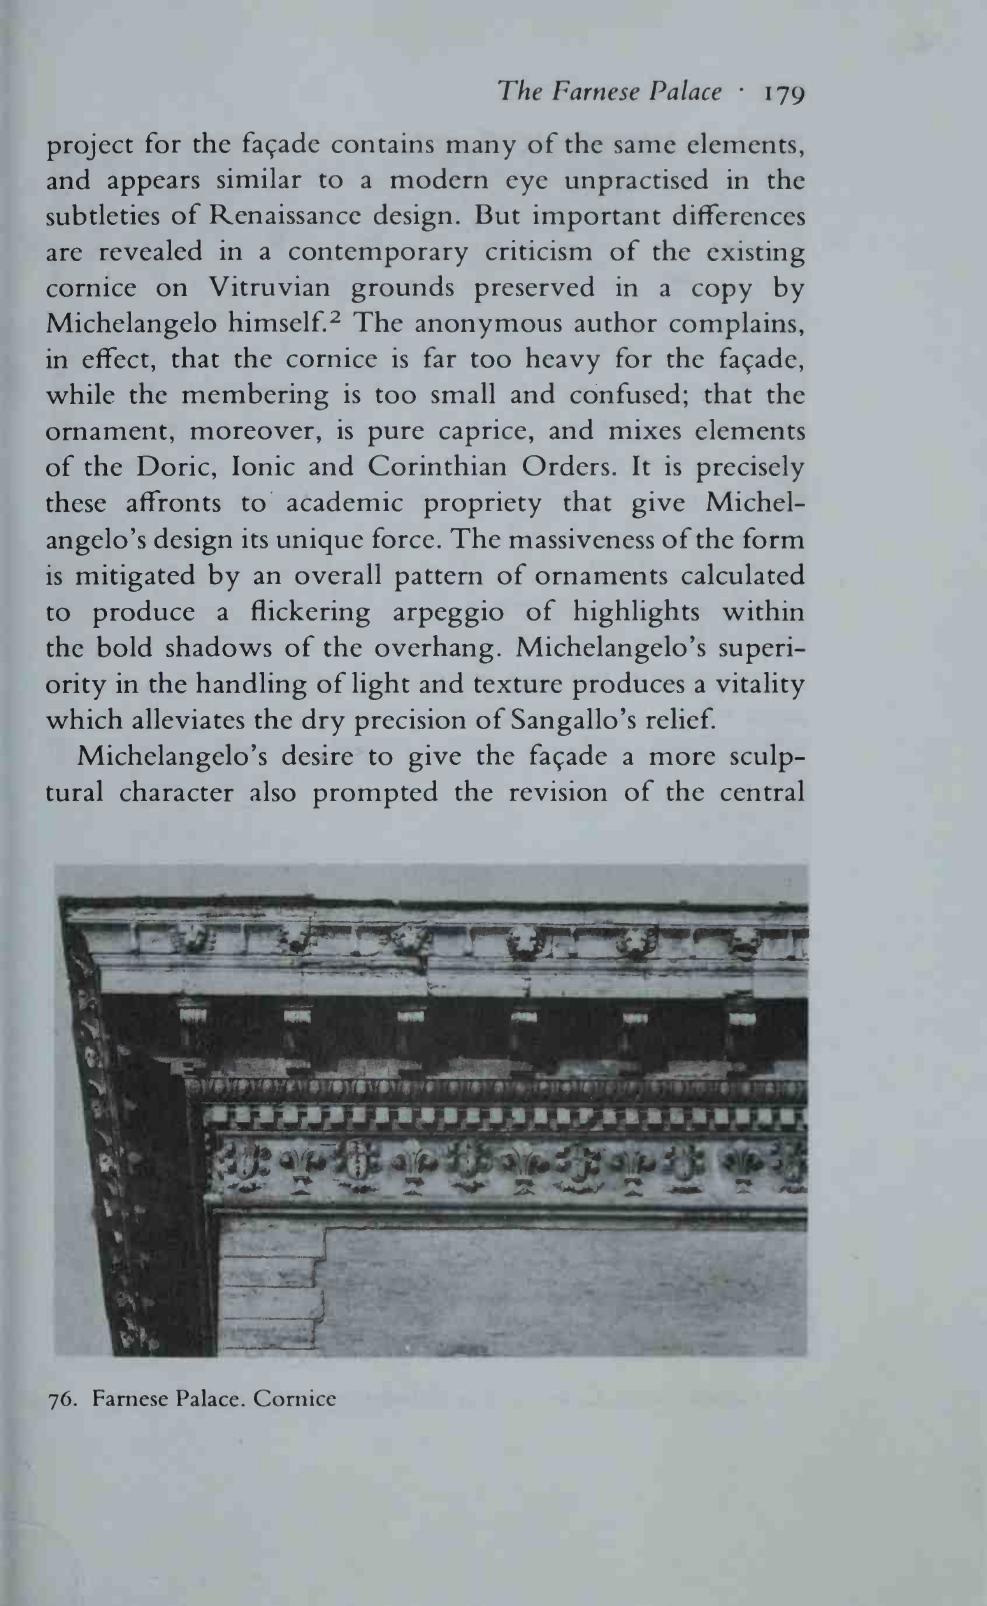 The Farnese Palace · 179
project for the façade contains many of the same elements,
and appears similar to a modern eye unpractised in the
subtleties of Renaissance design. But important differences
are revealed in a contemporary criticism of the existing
cornice on Vitruvian grounds preserved in a copy by
Michelangelo himself.² The anonymous author complains,
in effect, that the cornice is far too heavy for the façade,
while the membering is too small and confused; that the
ornament, moreover, is pure caprice, and mixes elements
of the Doric, Ionic and Corinthian Orders. It is precisely
these affronts to academic propriety that give Michel-
angelo's design its unique force. The massiveness of the form
is mitigated by an overall pattern of ornaments calculated
to produce a flickering arpeggio of highlights within
the bold shadows of the overhang. Michelangelo's superi-
ority in the handling of light and texture produces a vitality
which alleviates the dry precision of Sangallo's relief.
Michelangelo's desire to give the façade a more sculp-
tural character also prompted the revision of the central
76. Farnese Palace. Cornice